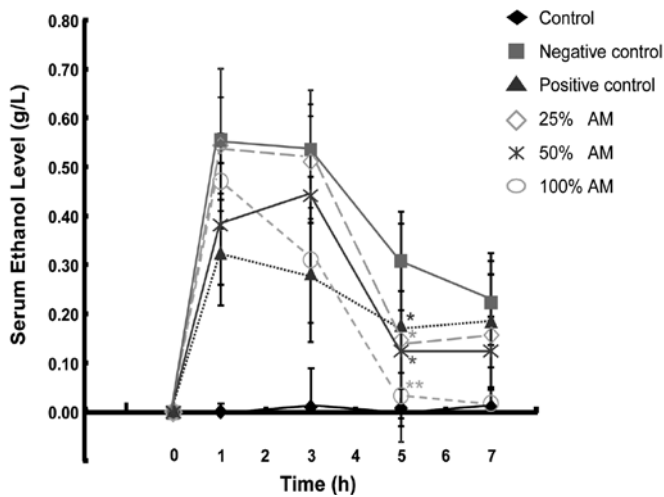 0.80
0.70
0.60
0.50
0.40
0.30
0.20
0.10
0.00
Serum Ethanol Level (g/L)
0 1 2 3 4 5 6 7
Time (h)
Control
Negative control
Positive control
25% AM
50% AM
100% AM
*
*
*
**